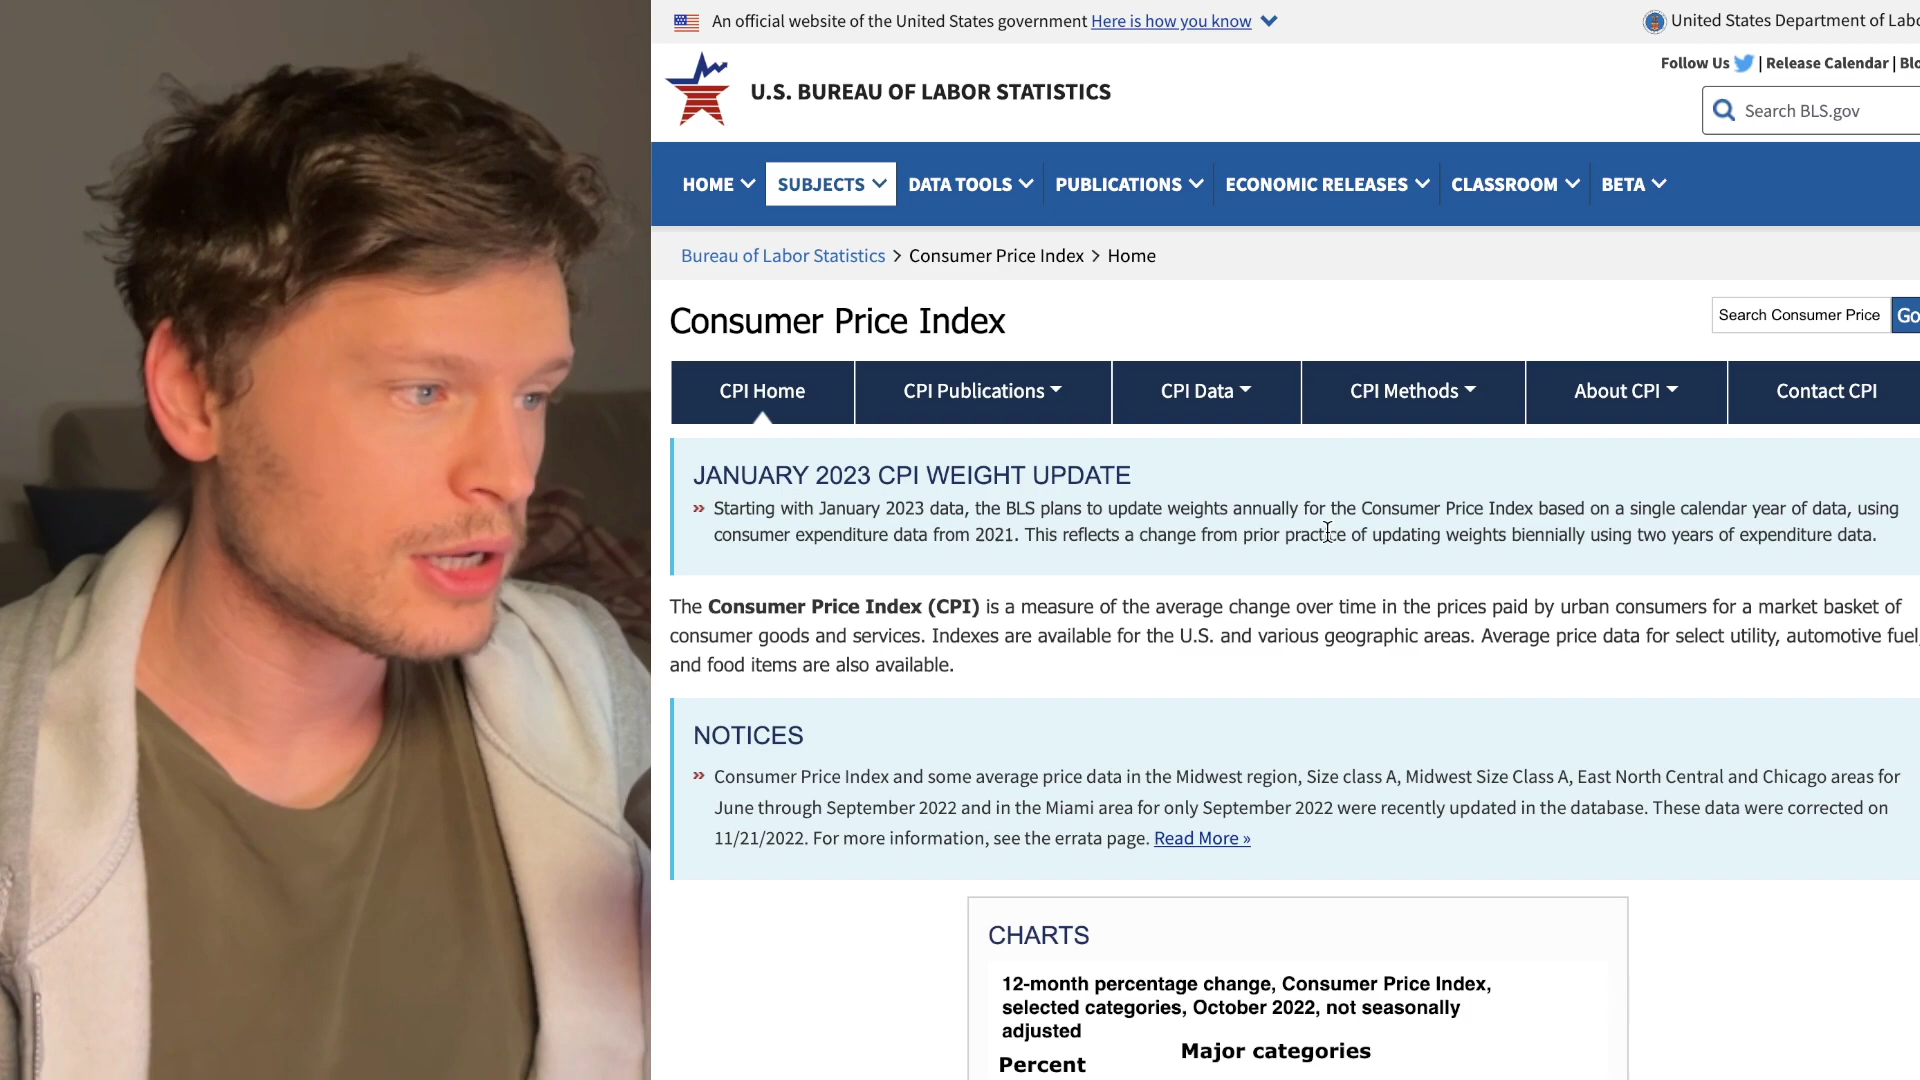 An official website of the United States government Here is how you know
United States Department of
Follow Us | Release Calendar |
U.S. BUREAU OF LABOR STATISTICS
Search BLS.gov
HOME SUBJECTS DATA TOOLS PUBLICATIONS ECONOMIC RELEASES CLASSROOM BETA
Bureau of Labor Statistics > Consumer Price Index > Home
Consumer Price Index
Search Consumer Price Go
CPI Home CPI Publications CPI Data CPI Methods About CPI Contact CPI
JANUARY 2023 CPI WEIGHT UPDATE
Starting with January 2023 data, the BLS plans to update weights annually for the Consumer Price Index based on a single calendar year of data, using
consumer expenditure data from 2021. This reflects a change from prior practice of updating weights biennially using two years of expenditure data.
The Consumer Price Index (CPI) is a measure of the average change over time in the prices paid by urban consumers for a market basket of
consumer goods and services. Indexes are available for the U.S. and various geographic areas. Average price data for select utility, automotive fuel,
and food items are also available.
NOTICES
Consumer Price Index and some average price data in the Midwest region, Size class A, Midwest Size Class A, East North Central and Chicago areas for
June through September 2022 and in the Miami area for only September 2022 were recently updated in the database. These data were corrected on
11/21/2022. For more information, see the errata page. Read More »
CHARTS
12-month percentage change, Consumer Price Index,
selected categories, October 2022, not seasonally
adjusted
Major categories
Percent